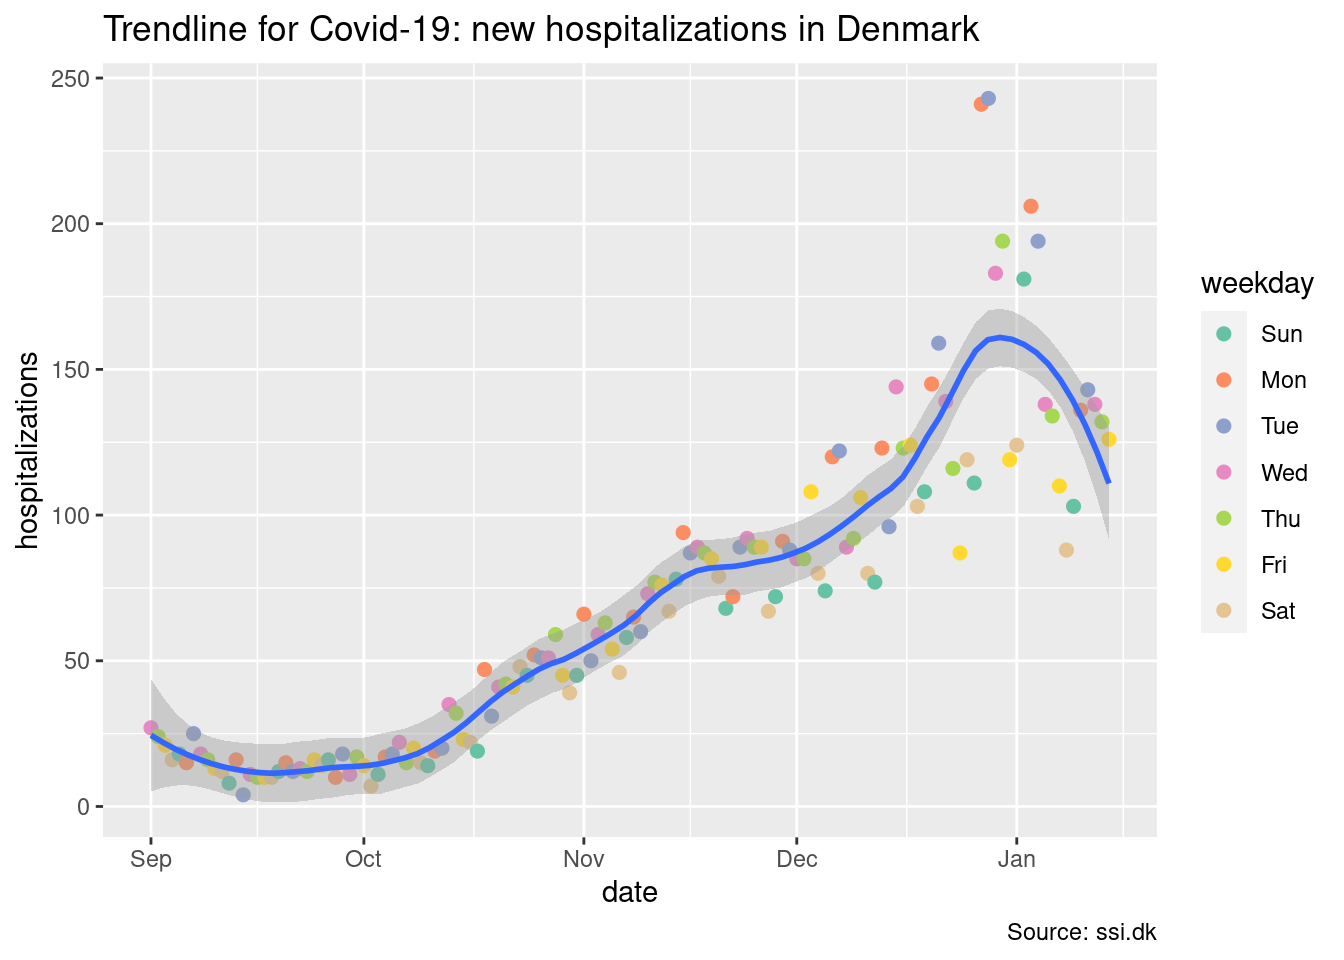 Trendline for Covid-19: new hospitalizations in Denmark
250
200
150
100
50
0
hospitalizations
Sep Oct Nov Dec Jan
date
weekday
Sun
Mon
Tue
Wed
Thu
Fri
Sat
Source: ssi.dk